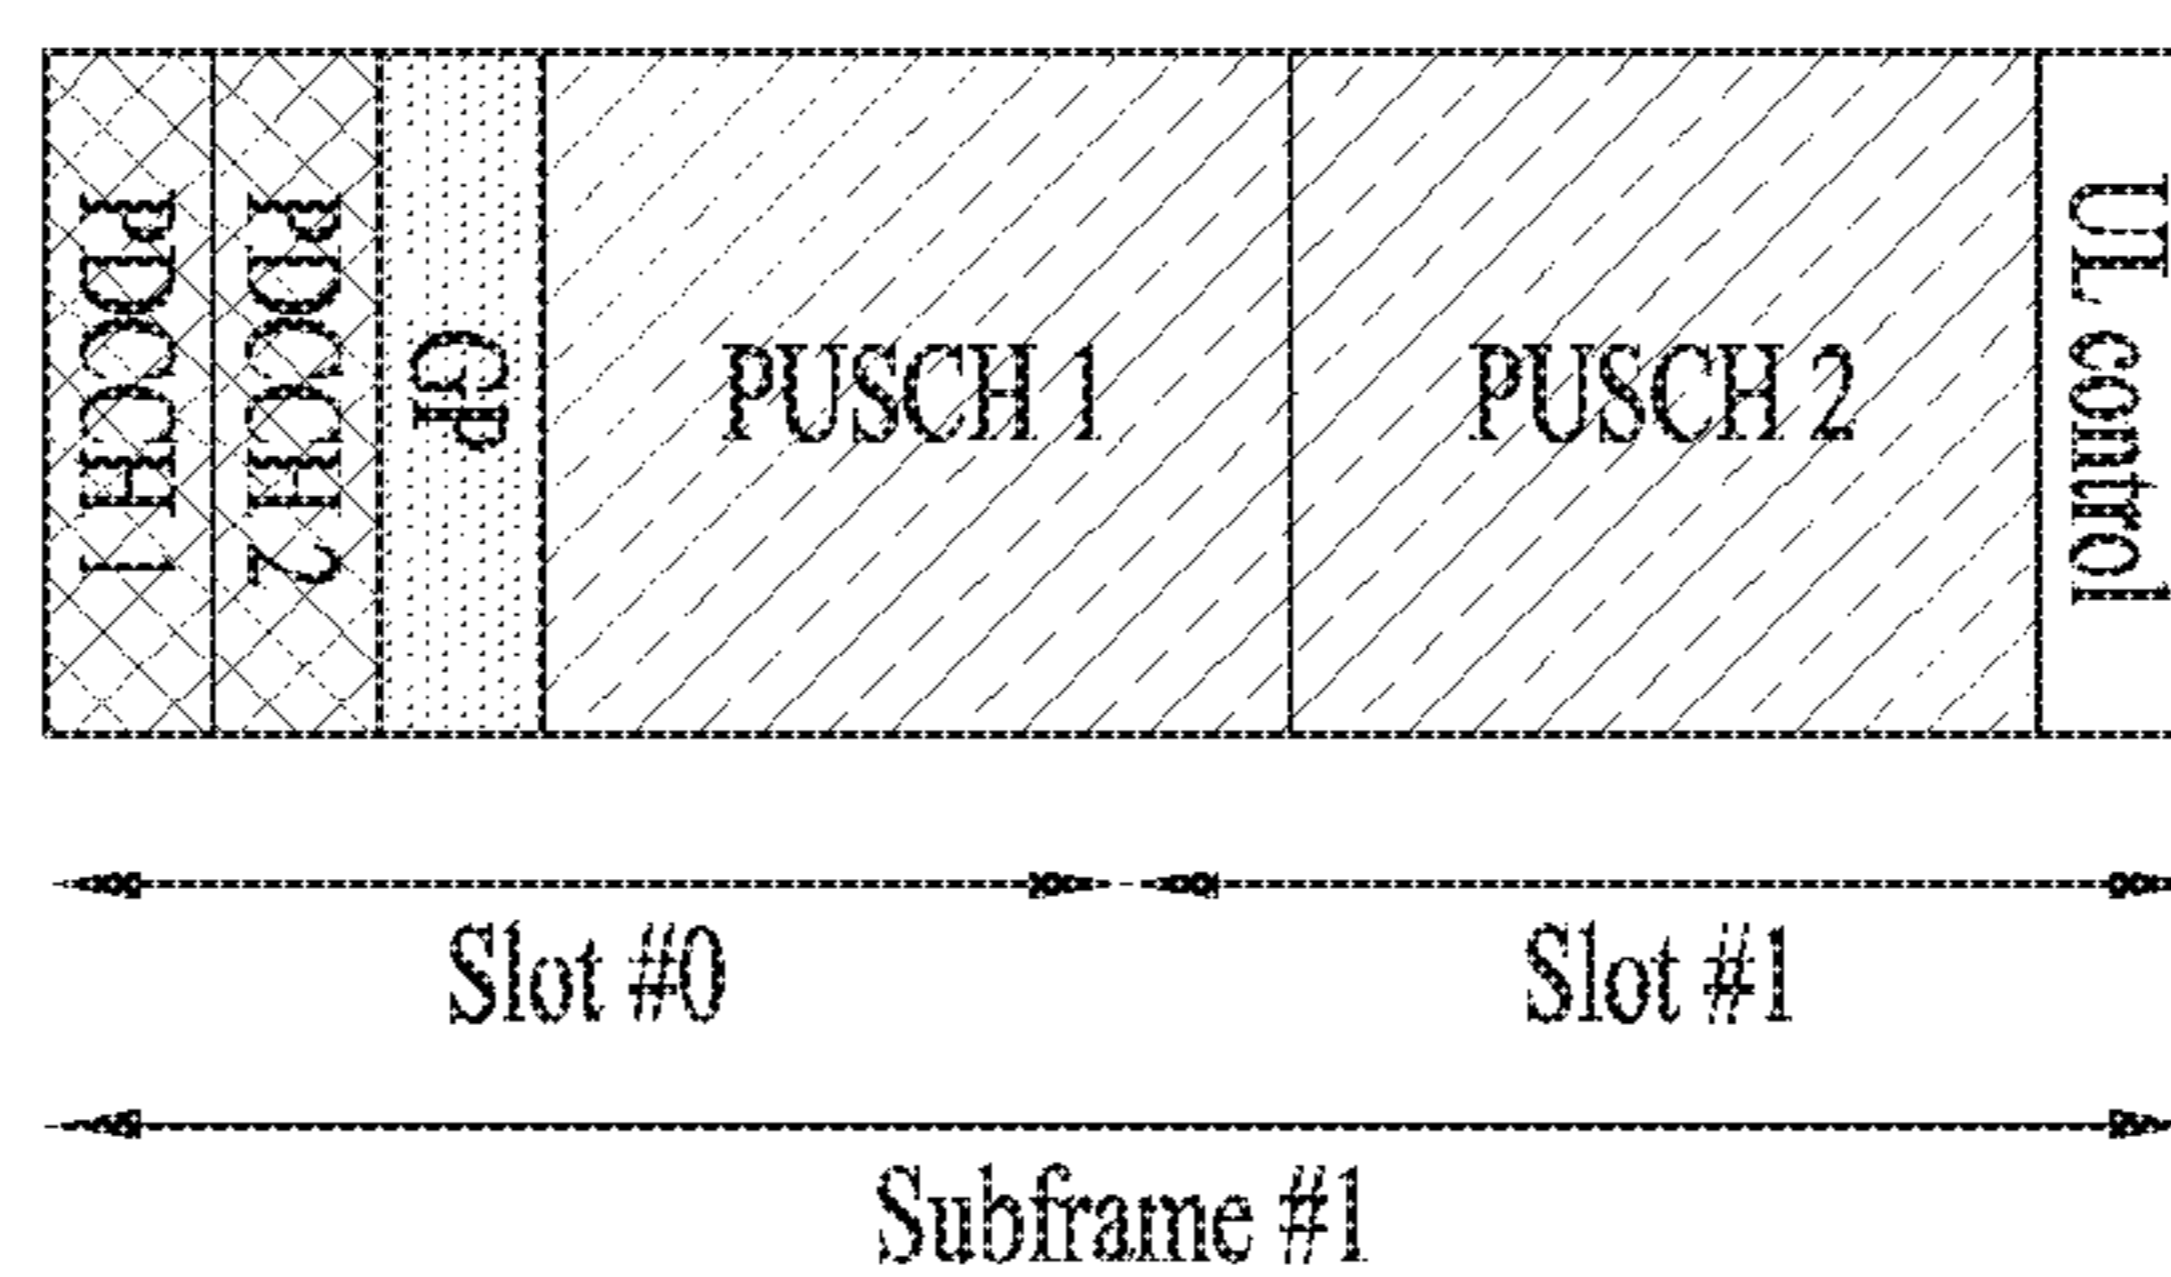 PDCCH 1
PDCCH 2
GP
PUSCH 1
PUSCH 2
UL control
Slot #0
Slot #1
Subframe #1